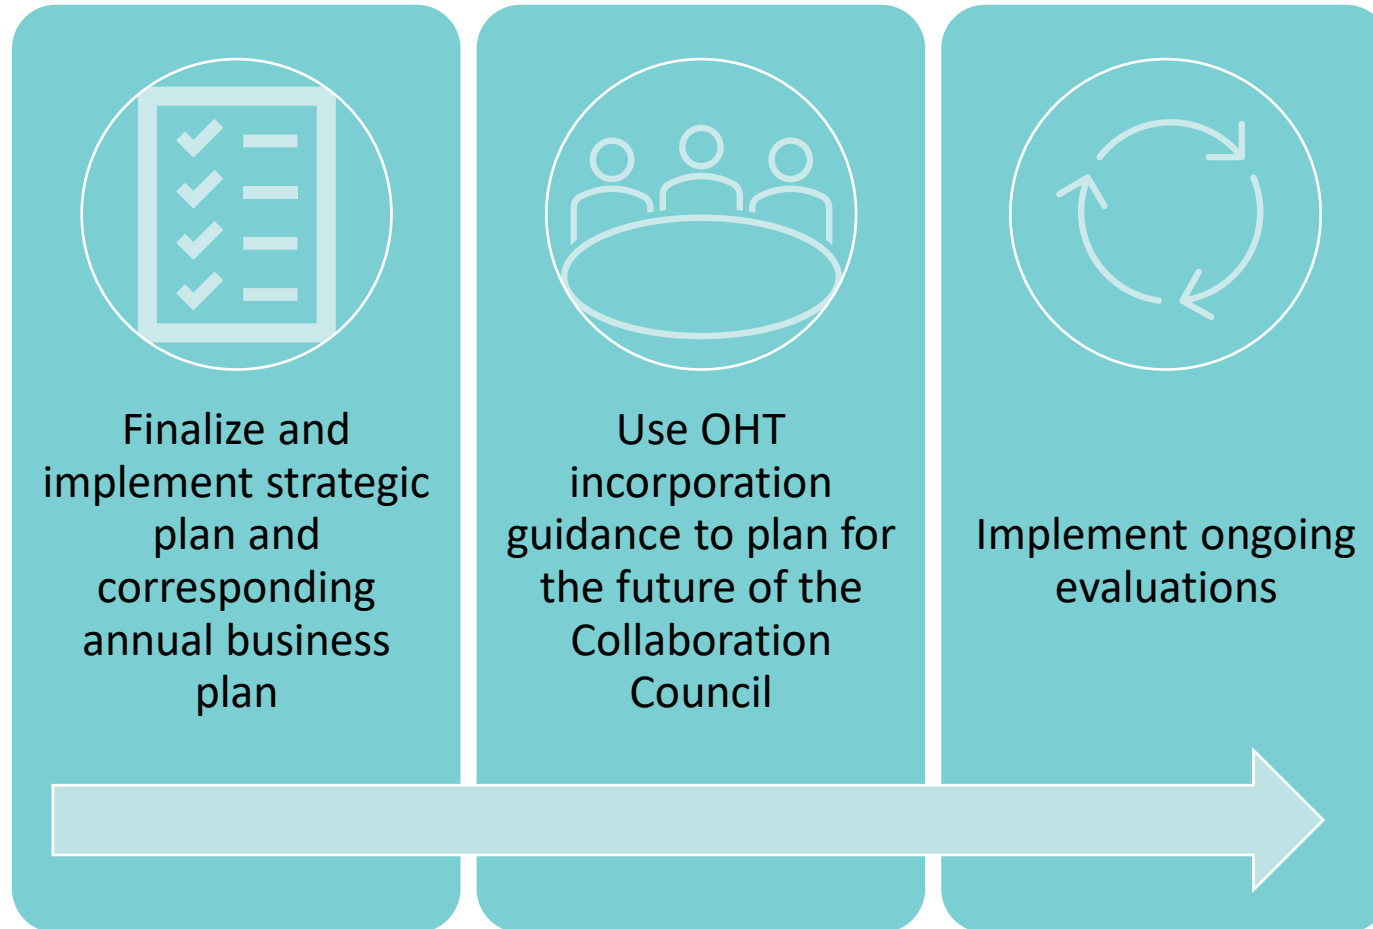 Finalize and
implement strategic
plan and
corresponding
annual business
plan
Use OHT
incorporation
guidance to plan for
the future of the
Collaboration
Council
Implement ongoing
evaluations